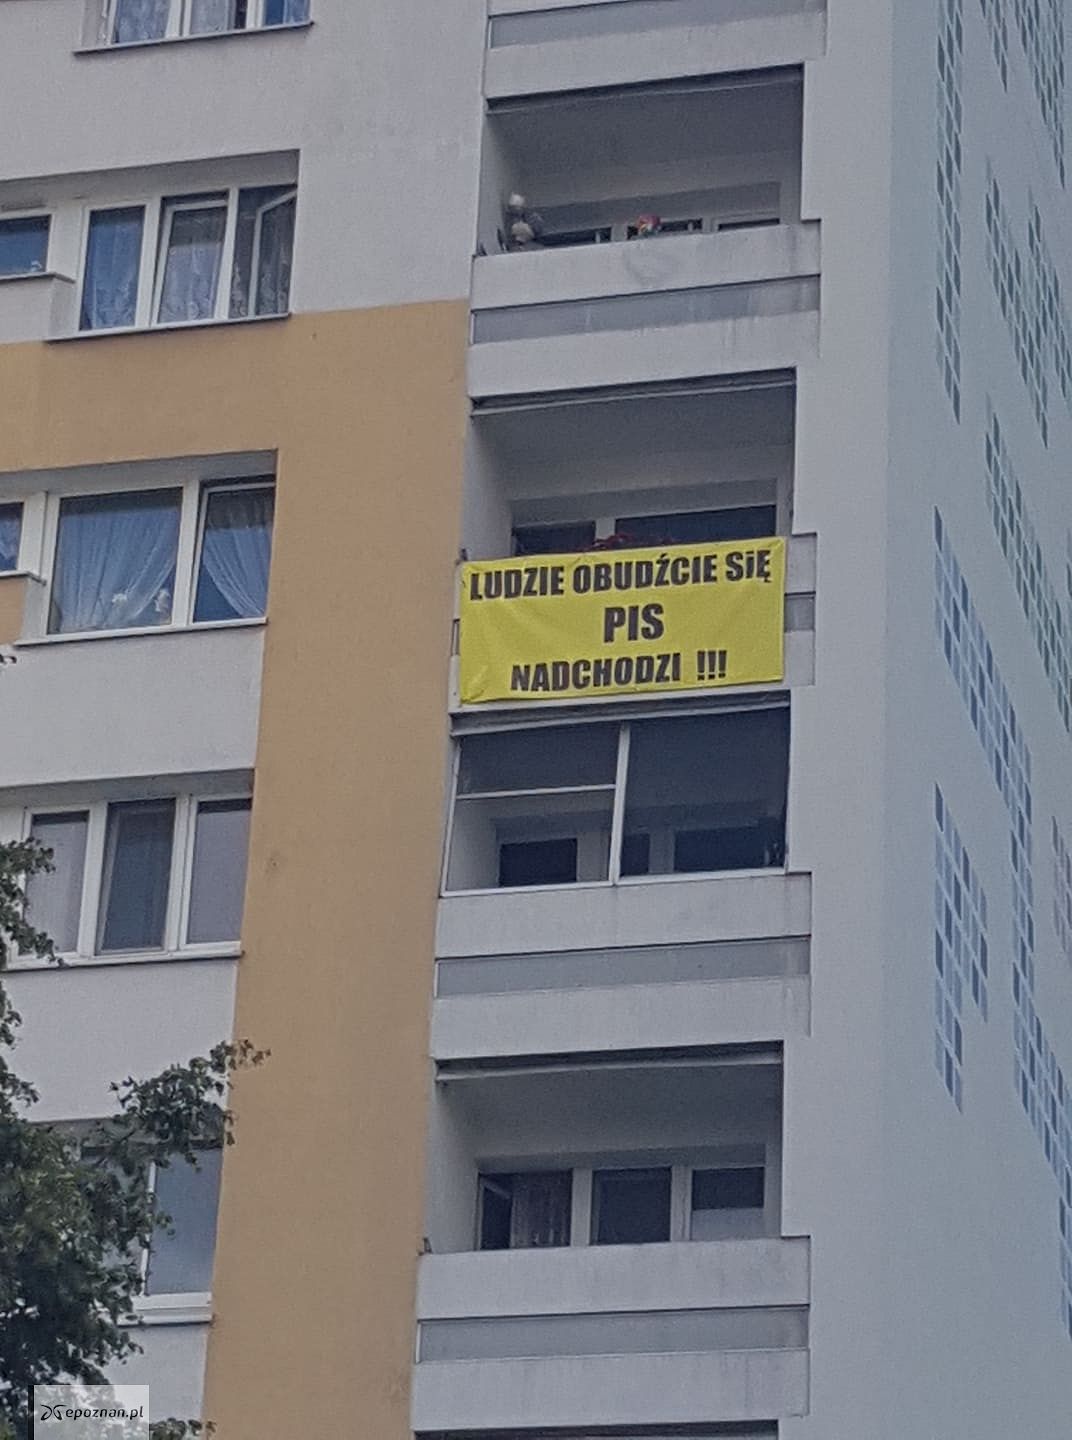 LUDZIE OBUDŹCIE SiĘ
PIS
NADCHODZI !!!
epoznan.pl